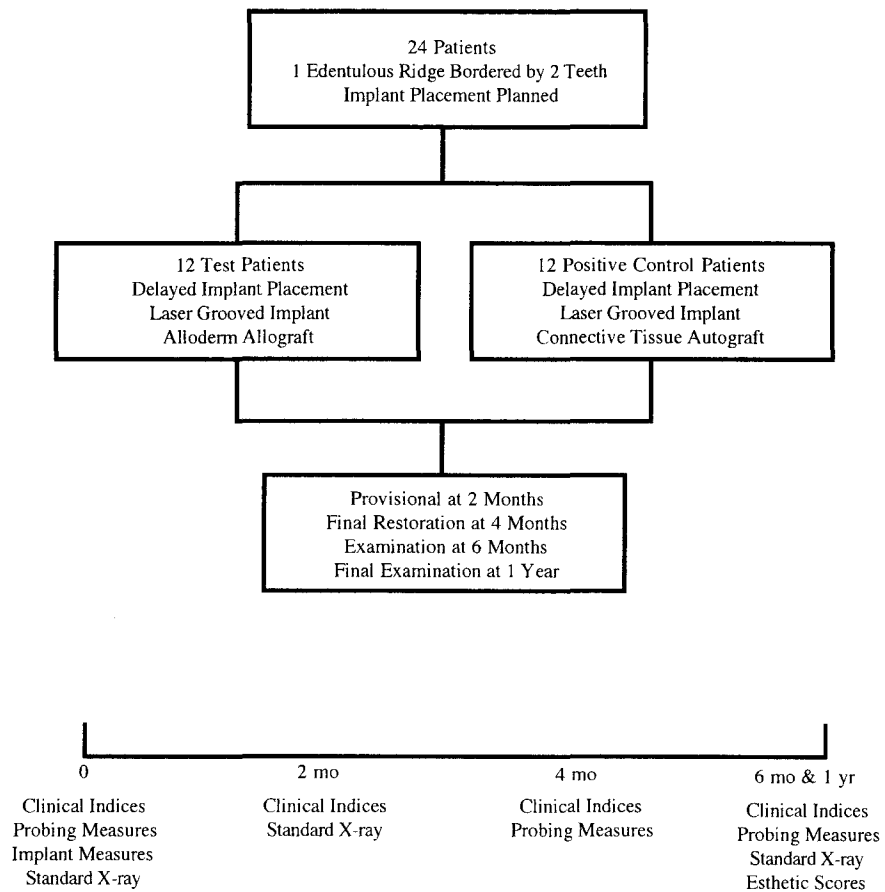 24 Patients
1 Edentulous Ridge Bordered by 2 Teeth
Implant Placement Planned
12 Test Patients
Delayed Implant Placement
Laser Grooved Implant
Alloderm Allograft
12 Positive Control Patients
Delayed Implant Placement
Laser Grooved Implant
Connective Tissue Autograft
Provisional at 2 Months
Final Restoration at 4 Months
Examination at 6 Months
Final Examination at 1 Year
0
Clinical Indices
Probing Measures
Implant Measures
Standard X-ray
2 mo
Clinical Indices
Standard X-ray
4 mo
Clinical Indices
Probing Measures
6 mo & 1 yr
Clinical Indices
Probing Measures
Standard X-ray
Esthetic Scores